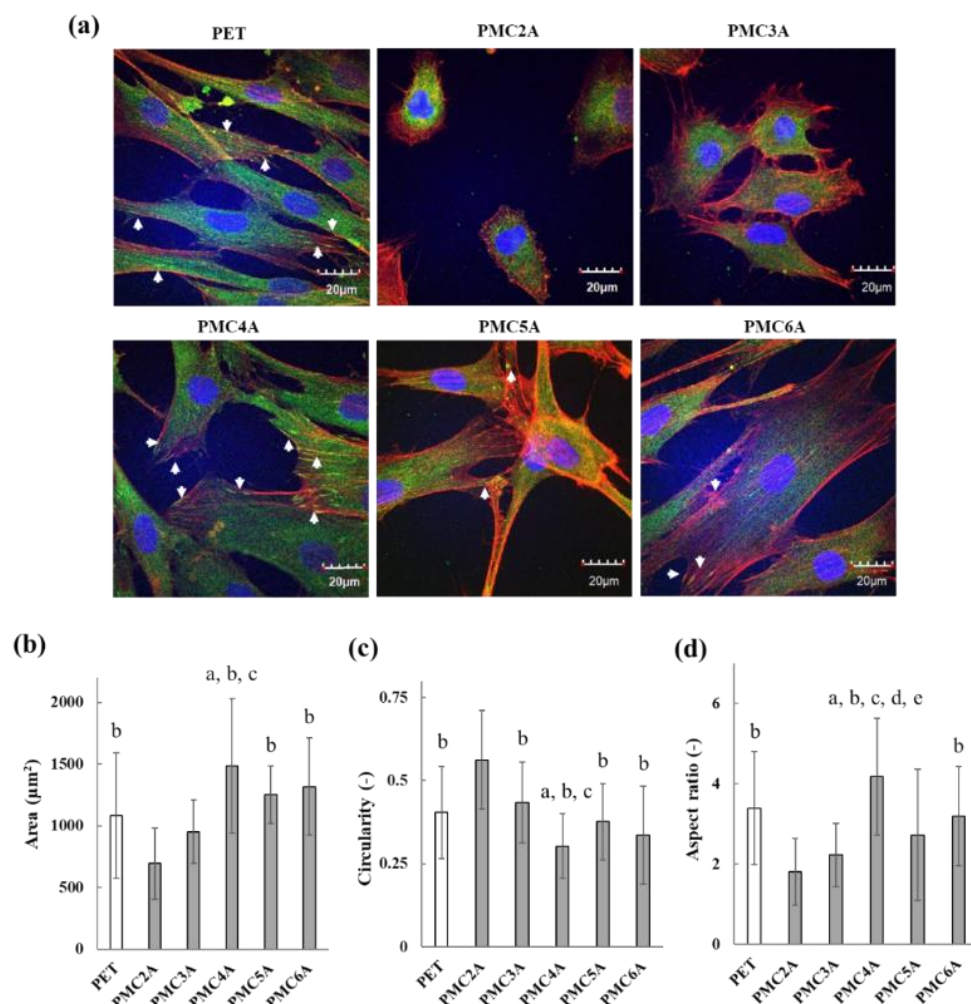 (a)
PET PMC2A PMC3A
20μm 20μm 20μm
PMC4A PMC5A PMC6A
20μm 20μm 20μm
(b)
Area (μm²)
2000
1500
1000
500
0
b a, b, c b b
PET PMC2A PMC3A PMC4A PMC5A PMC6A
(c)
Circularity (-)
0.75
0.5
0.25
0
b b a, b, c b b
PET PMC2A PMC3A PMC4A PMC5A PMC6A
(d)
Aspect ratio (-)
6
4
2
0
b a, b, c, d, e b
PET PMC2A PMC3A PMC4A PMC5A PMC6A